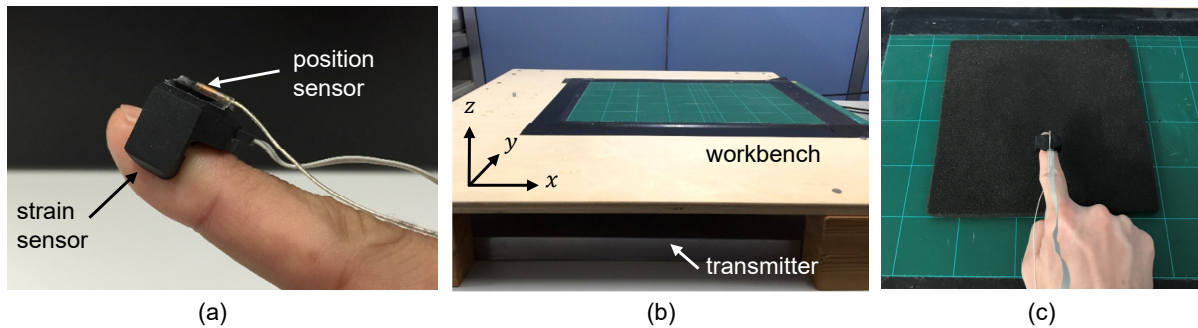 position
sensor
strain
sensor
z
y
x
workbench
transmitter
(a)
(b)
(c)